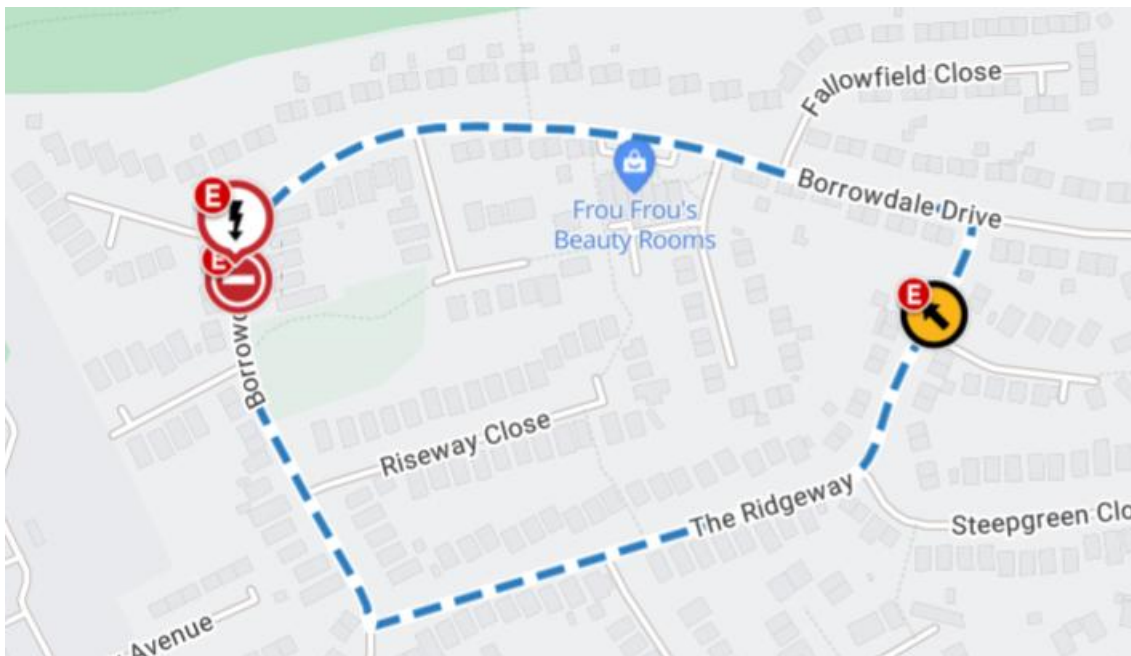 Fallowfield Close
E
Borrowdale Drive
Frou Frou's
Beauty Rooms
E
E
Borrowd
Riseway Close
The Ridgeway
Steepgreen Clo
Avenue